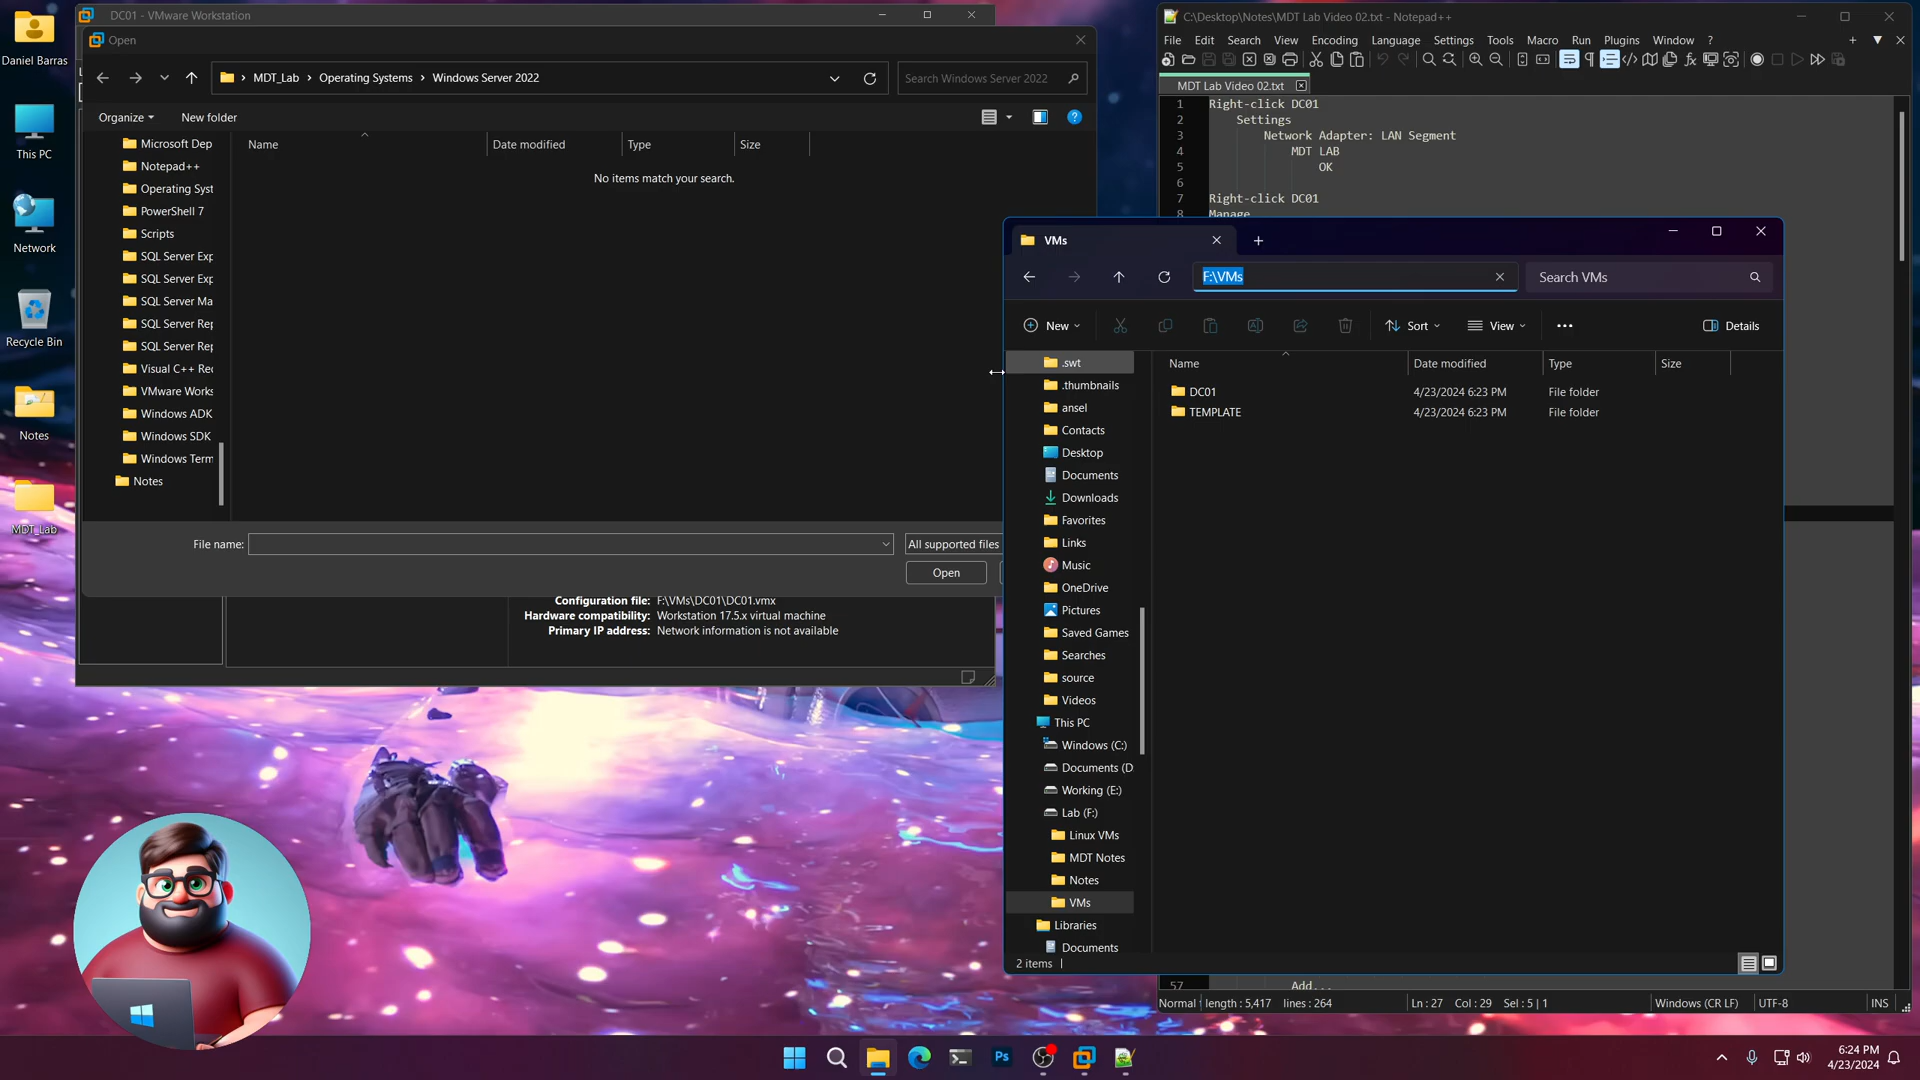 Daniel Barras
This PC
Network
Recycle Bin
Notes
MDT_Lab
DC01 - VMware Workstation
Open
MDT_Lab > Operating Systems > Windows Server 2022
Search Windows Server 2022
Organize
New folder
Name
Date modified
Type
Size
No items match your search.
Microsoft Dep
Notepad++
Operating Syst
PowerShell 7
Scripts
SQL Server Exp
SQL Server Exp
SQL Server Ma
SQL Server Rep
SQL Server Rep
Visual C++ Rec
VMware Works
Windows ADK
Windows SDK
Windows Term
Notes
File name:
All supported files
Open
Configuration file: F:\VMs\DC01\DC01.vmx
Hardware compatibility: Workstation 17.5.x virtual machine
Primary IP address: Network information is not available
C:\Desktop\Notes\MDT Lab Video 02.txt - Notepad++
File Edit Search View Encoding Language Settings Tools Macro Run Plugins Window ?
MDT Lab Video 02.txt
1 Right-click DC01
2 Settings
3 Network Adapter: LAN Segment
4 MDT LAB
5 OK
6
7 Right-click DC01
8 Manage
VMs
F:\VMs
Search VMs
New
Sort
View
Details
Name
Date modified
Type
Size
DC01 4/23/2024 6:23 PM File folder
TEMPLATE 4/23/2024 6:23 PM File folder
.swt
.thumbnails
ansel
Contacts
Desktop
Documents
Downloads
Favorites
Links
Music
OneDrive
Pictures
Saved Games
Searches
source
Videos
This PC
Windows (C:)
Documents (D
Working (E:)
Lab (F:)
Linux VMs
MDT Notes
Notes
VMs
Libraries
Documents
2 items
57 Add...
Normal length : 5,417 lines : 264 Ln : 27 Col : 29 Sel : 5 | 1 Windows (CR LF) UTF-8 INS
Ps
6:24 PM
4/23/2024